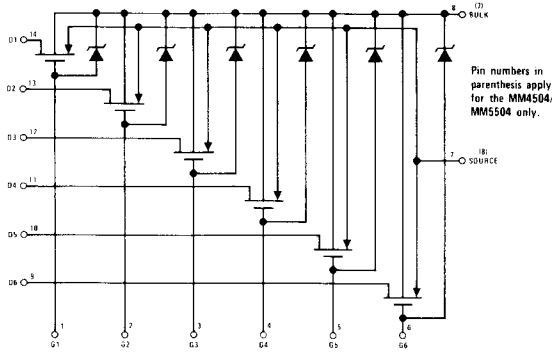 8 (7)
BULK
D1 14
D2 13
D3 12
D4 11
D5 10
D6 9
Pin numbers in
parenthesis apply
for the MM4504/
MM5504 only.
7 (8)
SOURCE
1 2 3 4 5 6
G1 G2 G3 G4 G5 G6